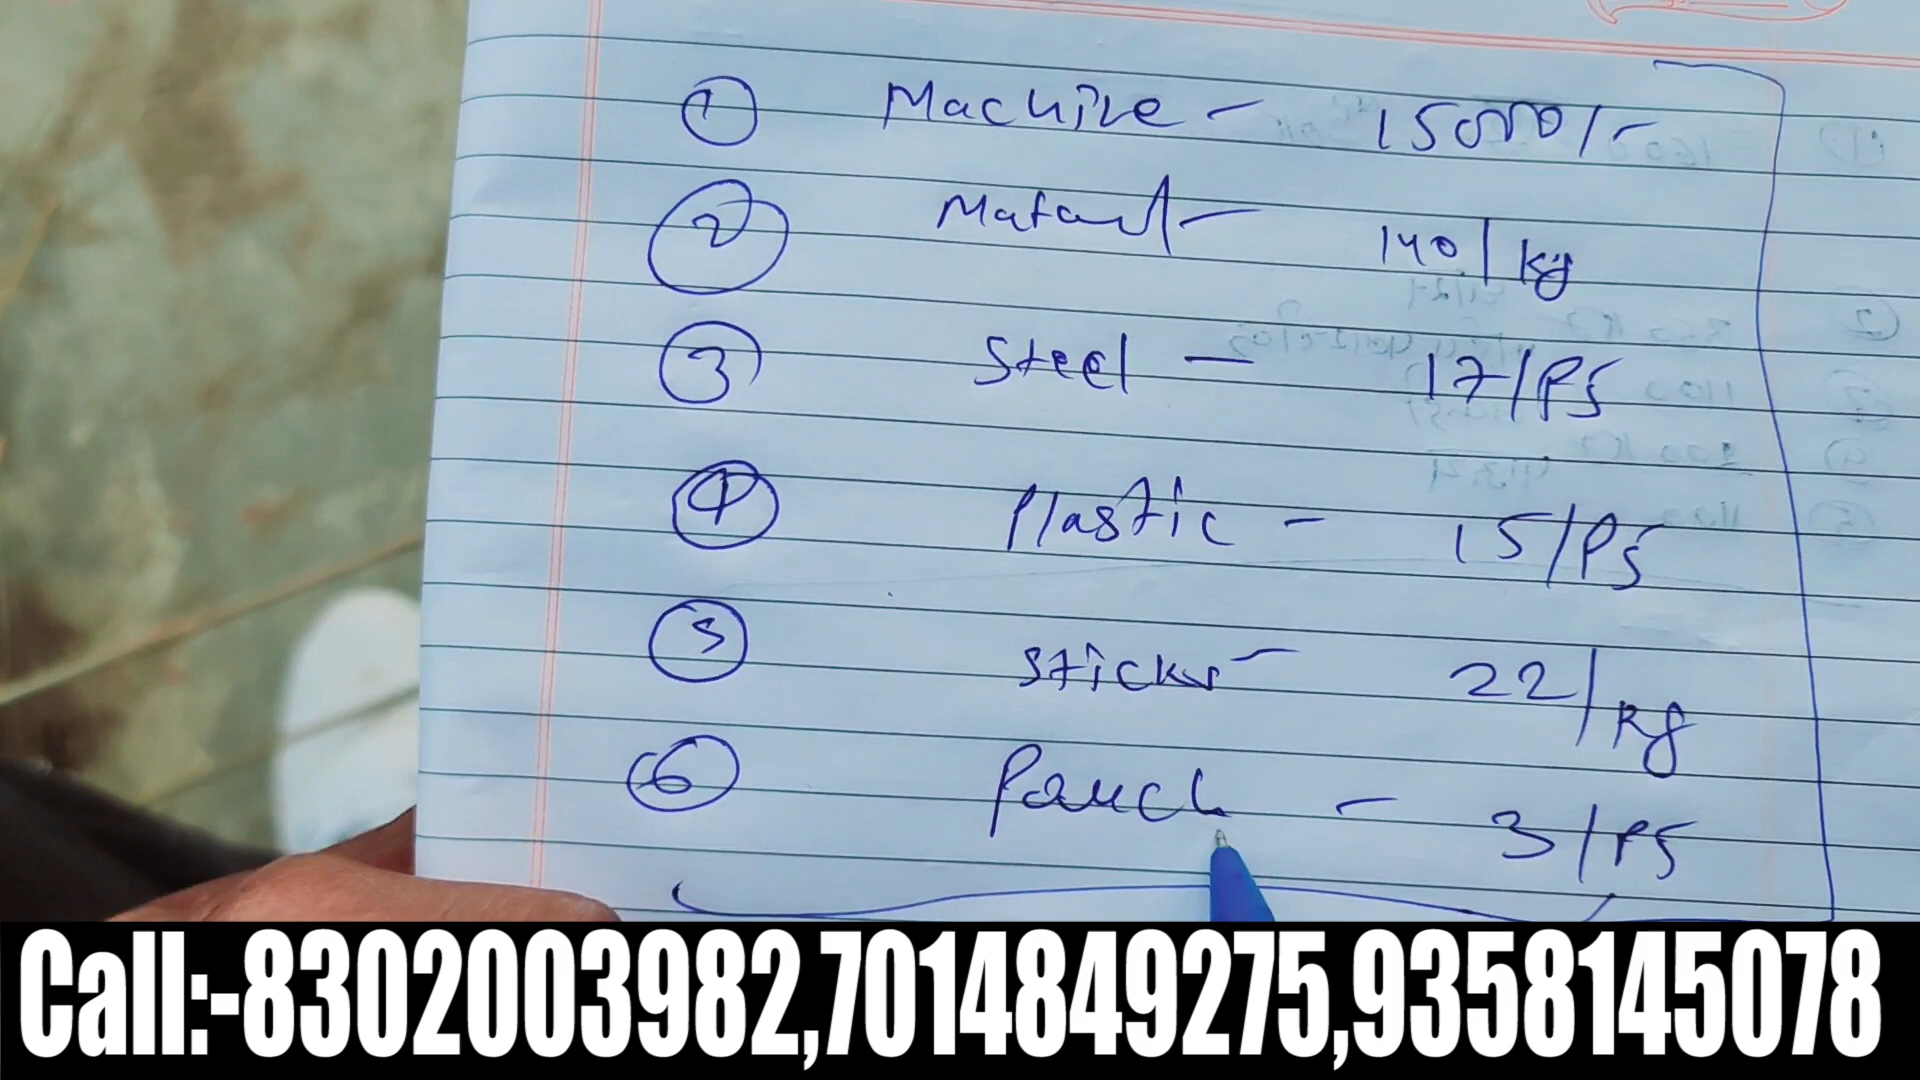 ① Machine - 15000/-
② - 140/kg
③ Steel - 17/PS
④ Plastic - 15/PS
⑤ Sticker - 22/kg
⑥ Pauch - 3/PS
Call:-8302003982,7014849275,9358145078